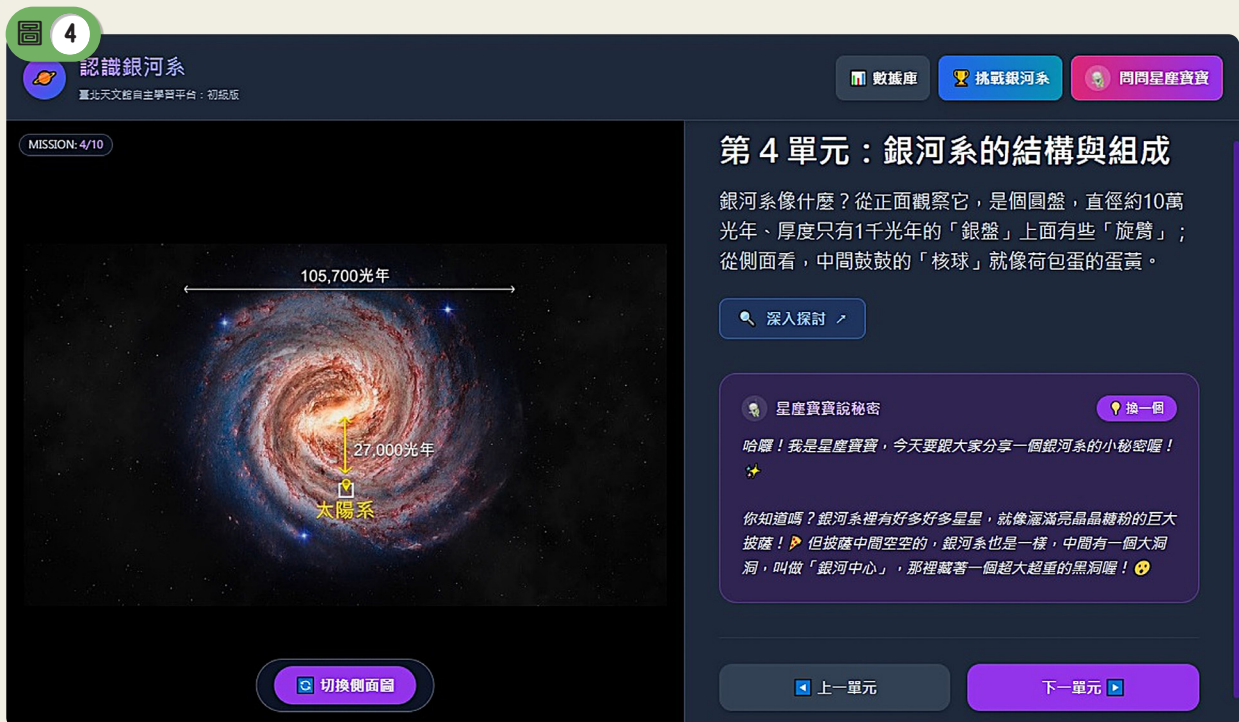 圖 4
認識銀河系
臺北天文館自主學習平台：初級版
數據庫
挑戰銀河系
問問星塵寶寶
MISSION: 4/10
105,700光年
27,000光年
太陽系
切換側面圖
第 4 單元：銀河系的結構與組成
銀河系像什麼？從正面觀察它，是個圓盤，直徑約10萬
光年、厚度只有1千光年的「銀盤」上面有些「旋臂」；
從側面看，中間鼓鼓的「核球」就像荷包蛋的蛋黃。
深入探討 ↗
星塵寶寶說秘密
換一個
哈囉！我是星塵寶寶，今天要跟大家分享一個銀河系的小秘密喔！
✨
你知道嗎？銀河系裡有好多好多星星，就像灑滿亮晶晶糖粉的巨大
披薩！🍕 但披薩中間空空的，銀河系也是一樣，中間有一個大洞
洞，叫做「銀河中心」，那裡藏著一個超大超重的黑洞喔！😮
上一單元
下一單元